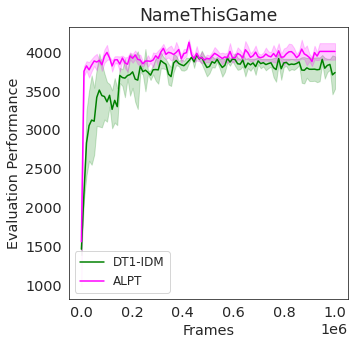 NameThisGame
Evaluation Performance
4000
3500
3000
2500
2000
1500
1000
DT1-IDM
ALPT
0.0 0.2 0.4 0.6 0.8 1.0
1e6
Frames